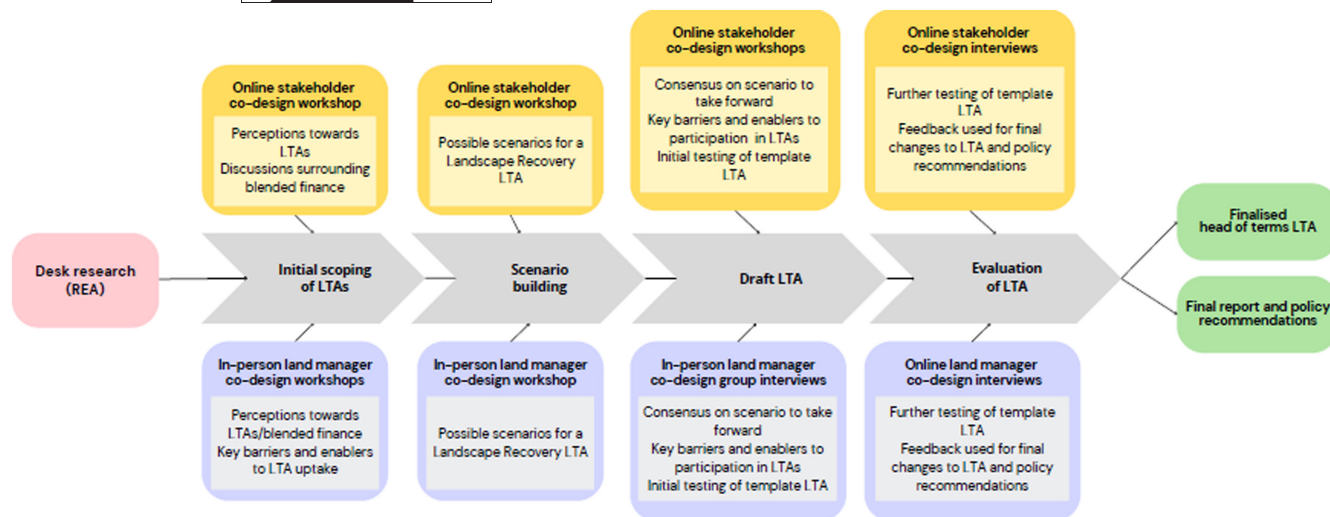 Online stakeholder
co-design workshop
Perceptions towards
LTAs
Discussions surrounding
blended finance
Online stakeholder
co-design workshop
Possible scenarios for a
Landscape Recovery
LTA
Online stakeholder
co-design workshops
Consensus on scenario to
take forward
Key barriers and enablers to
participation in LTAs
Initial testing of template
LTA
Online stakeholder
co-design interviews
Further testing of template
LTA
Feedback used for final
changes to LTA and policy
recommendations
Desk research
(REA)
Initial scoping
of LTAs
Scenario
building
Draft LTA
Evaluation
of LTA
Finalised
head of terms LTA
Final report and policy
recommendations
In-person land manager
co-design workshops
Perceptions towards
LTAs/blended finance
Key barriers and enablers
to LTA uptake
In-person land manager
co-design workshop
Possible scenarios for a
Landscape Recovery LTA
In-person land manager
co-design group interviews
Consensus on scenario to take
forward
Key barriers and enablers to
participation in LTAs
Initial testing of template LTA
Online land manager
co-design interviews
Further testing of template
LTA
Feedback used for final
changes to LTA and policy
recommendations